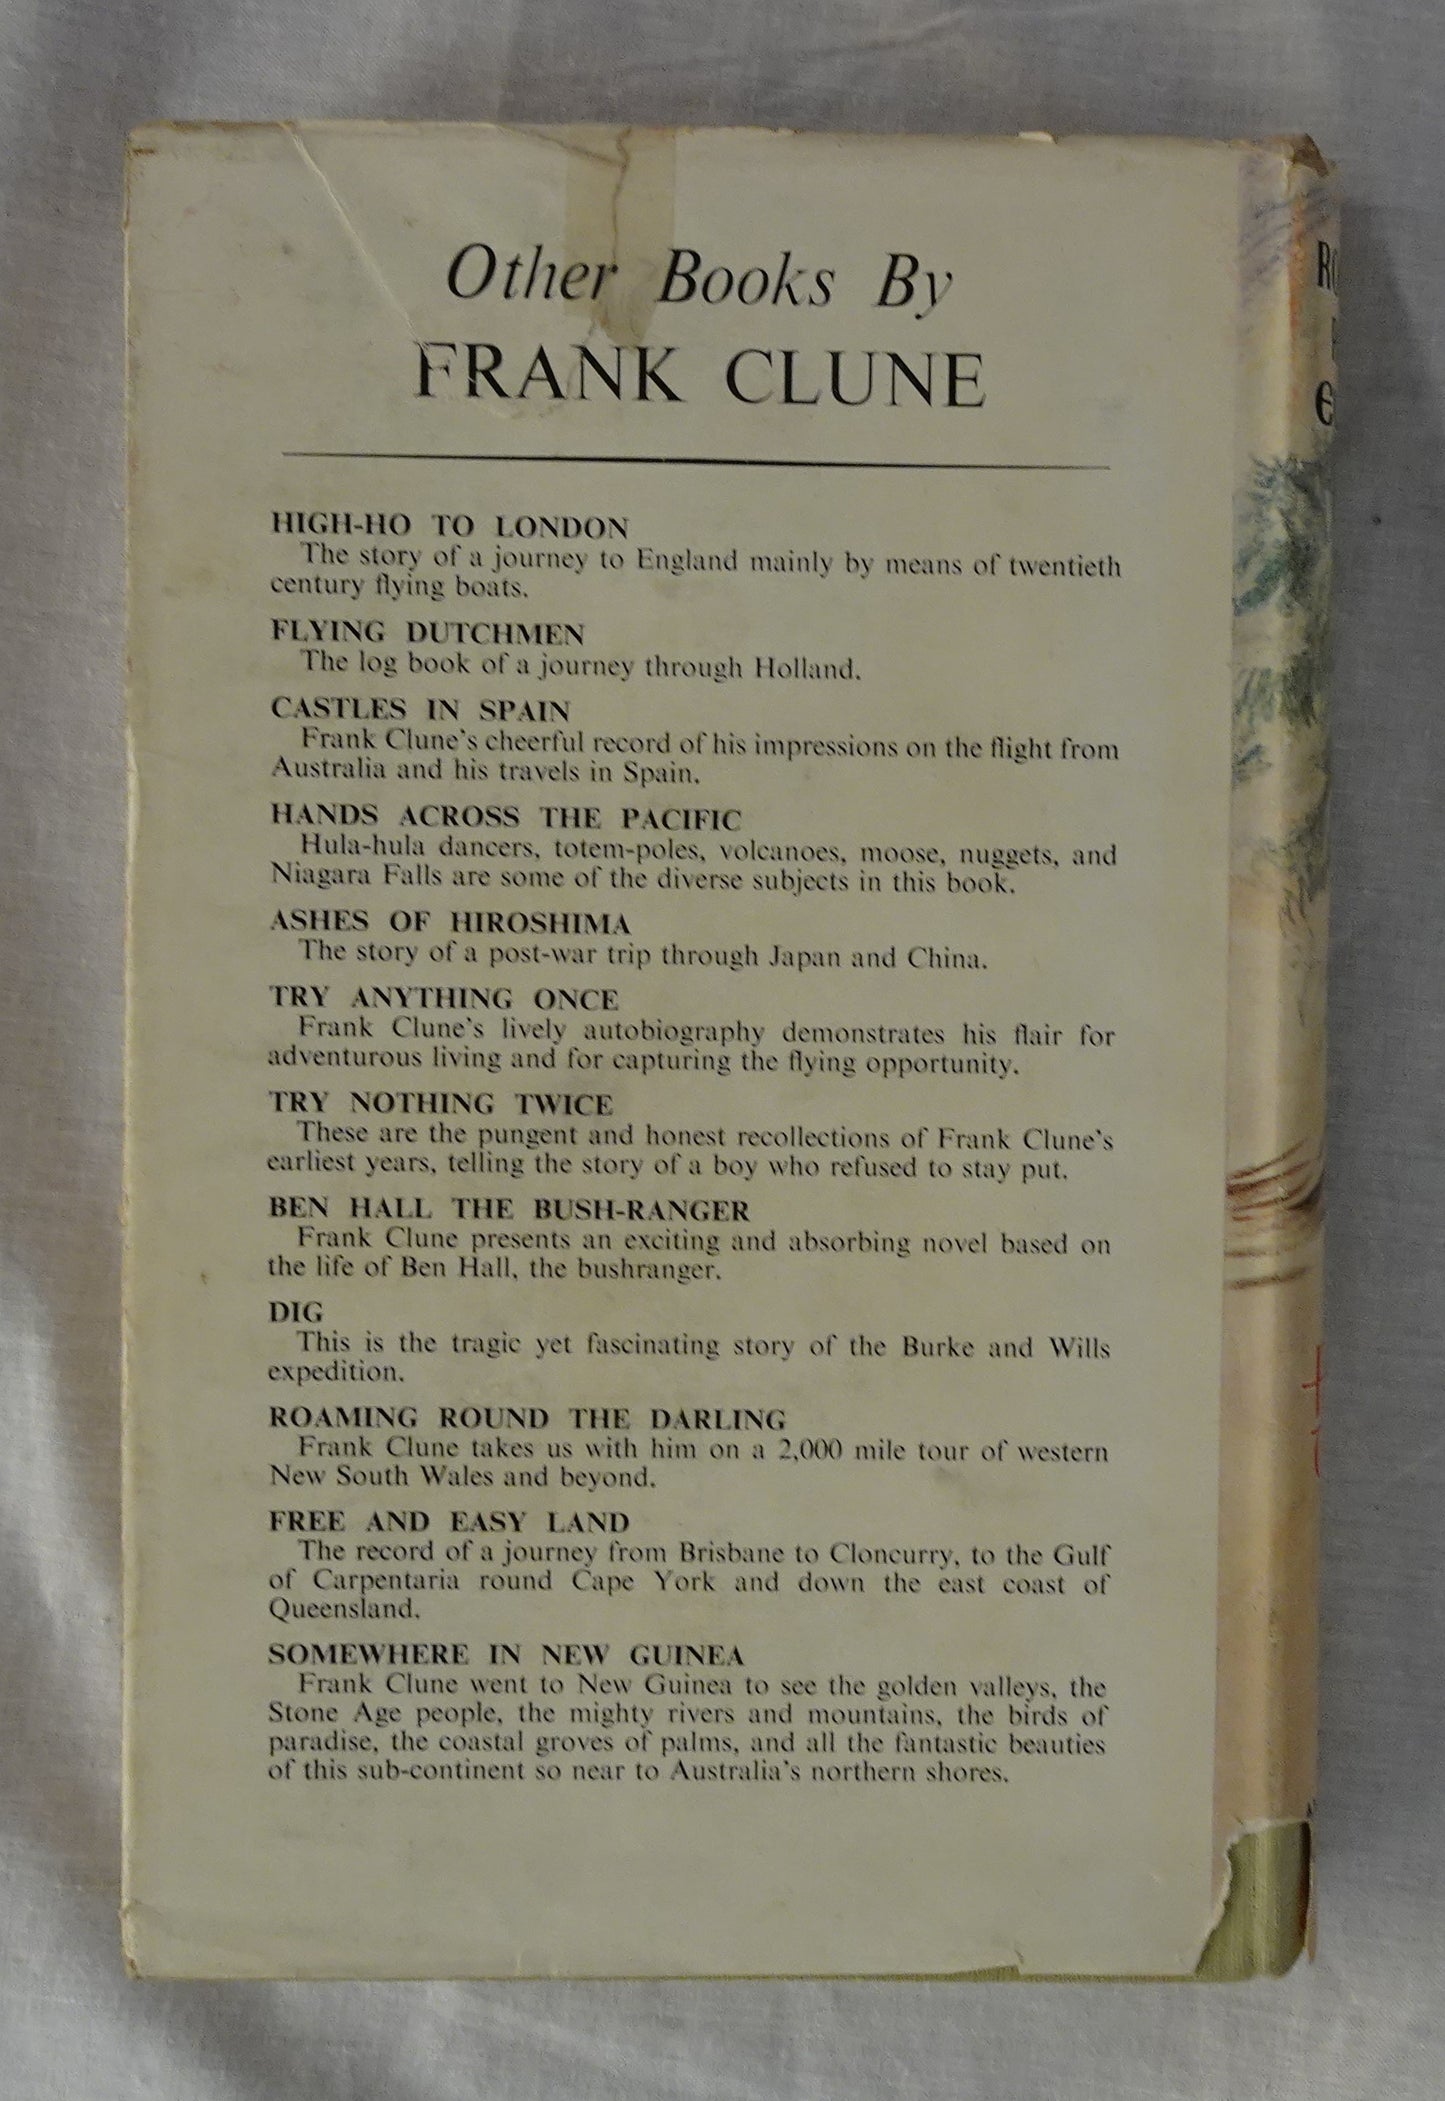 Other Books By
FRANK CLUNE
HIGH-HO TO LONDON
The story of a journey to England mainly by means of twentieth
century flying boats.
FLYING DUTCHMEN
The log book of a journey through Holland.
CASTLES IN SPAIN
Frank Clune's cheerful record of his impressions on the flight from
Australia and his travels in Spain.
HANDS ACROSS THE PACIFIC
Hula-hula dancers, totem-poles, volcanoes, moose, nuggets, and
Niagara Falls are some of the diverse subjects in this book.
ASHES OF HIROSHIMA
The story of a post-war trip through Japan and China.
TRY ANYTHING ONCE
Frank Clune's lively autobiography demonstrates his flair for
adventurous living and for capturing the flying opportunity.
TRY NOTHING TWICE
These are the pungent and honest recollections of Frank Clune's
earliest years, telling the story of a boy who refused to stay put.
BEN HALL THE BUSH-RANGER
Frank Clune presents an exciting and absorbing novel based on
the life of Ben Hall, the bushranger.
DIG
This is the tragic yet fascinating story of the Burke and Wills
expedition.
ROAMING ROUND THE DARLING
Frank Clune takes us with him on a 2,000 mile tour of western
New South Wales and beyond.
FREE AND EASY LAND
The record of a journey from Brisbane to Cloncurry, to the Gulf
of Carpentaria round Cape York and down the east coast of
Queensland.
SOMEWHERE IN NEW GUINEA
Frank Clune went to New Guinea to see the golden valleys, the
Stone Age people, the mighty rivers and mountains, the birds of
paradise, the coastal groves of palms, and all the fantastic beauties
of this sub-continent so near to Australia's northern shores.